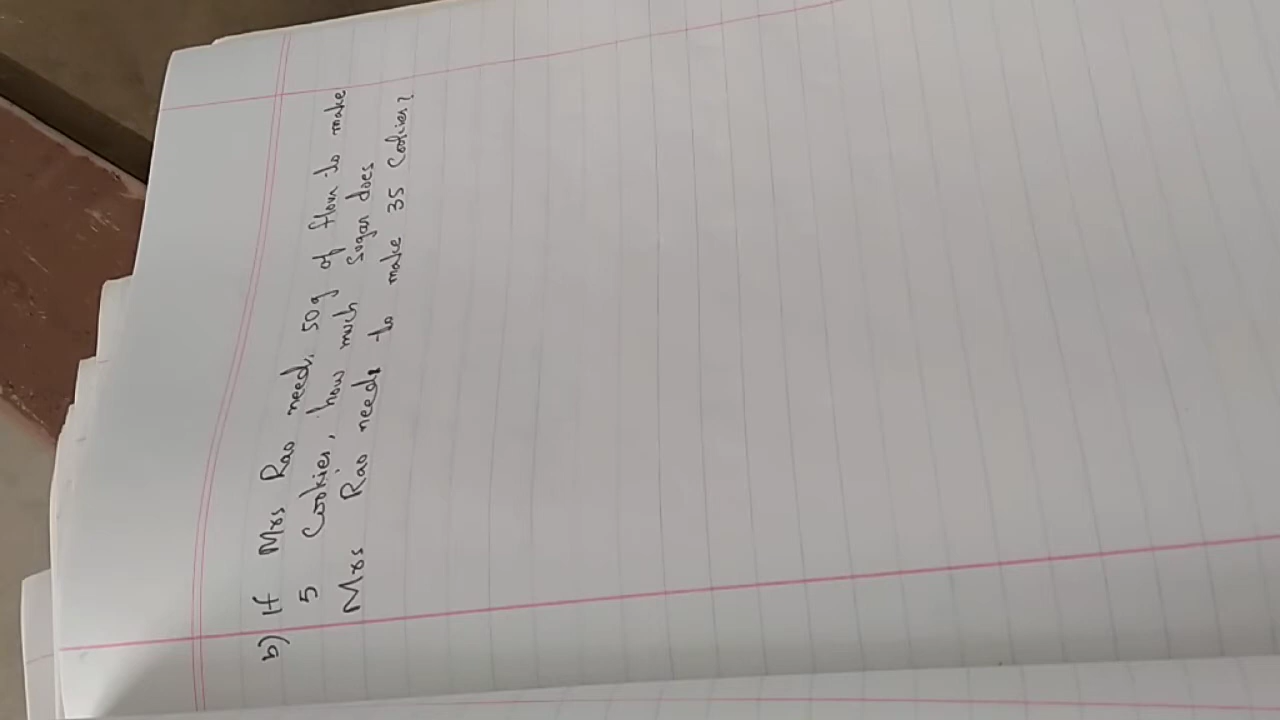 b) If Mrs Rao needs 50g of flour to make
5 Cookies, how much Sugar does
Mrs Rao needs to make 35 Cookies?